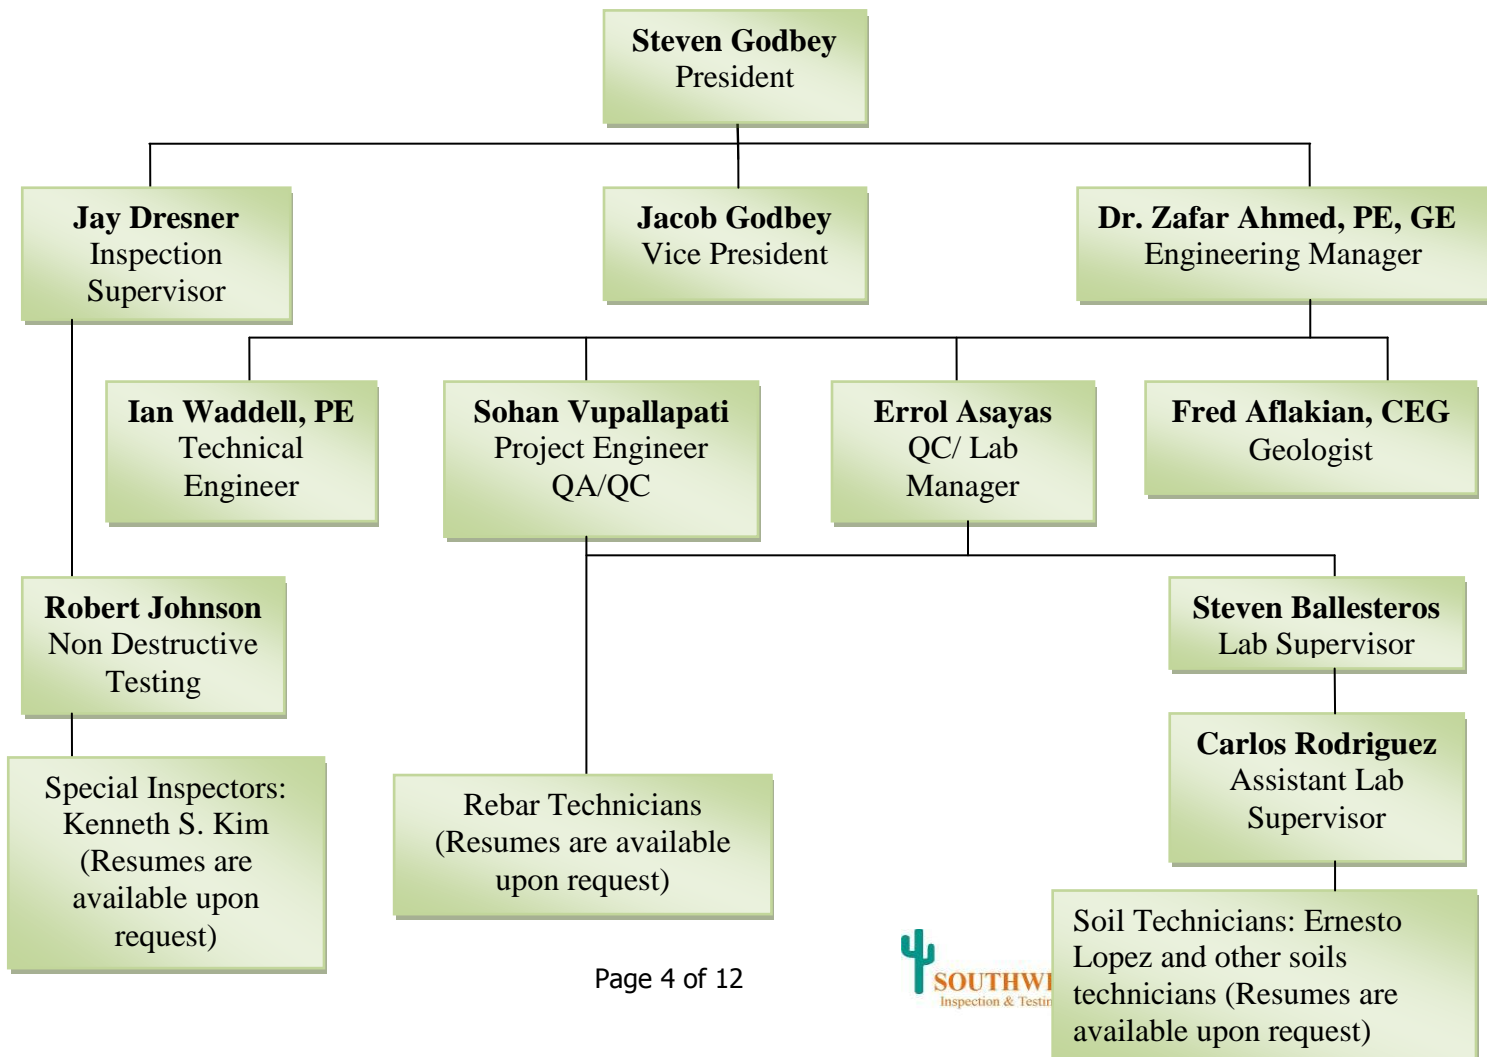 Steven Godbey
President
Jay Dresner
Inspection
Supervisor
Jacob Godbey
Vice President
Dr. Zafar Ahmed, PE, GE
Engineering Manager
Ian Waddell, PE
Technical
Engineer
Sohan Vupallapati
Project Engineer
QA/QC
Errol Asayas
QC/ Lab
Manager
Fred Aflakian, CEG
Geologist
Robert Johnson
Non Destructive
Testing
Steven Ballesteros
Lab Supervisor
Carlos Rodriguez
Assistant Lab
Supervisor
Special Inspectors:
Kenneth S. Kim
(Resumes are
available upon
request)
Rebar Technicians
(Resumes are available
upon request)
Soil Technicians: Ernesto
Lopez and other soils
technicians (Resumes are
available upon request)
Page 4 of 12
Inspection &